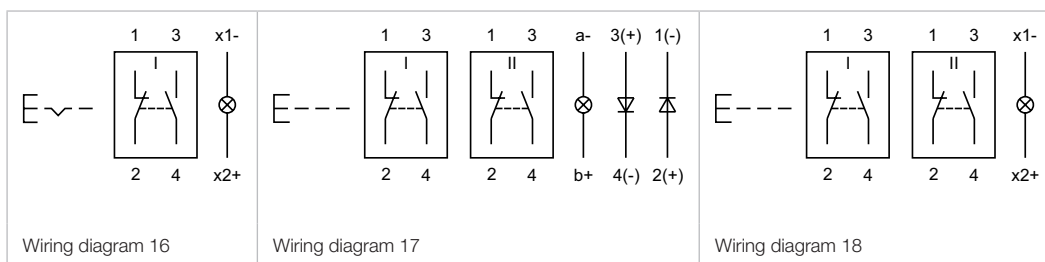 1 3 x1-
I
2 4 x2+
Wiring diagram 16
1 3 1 3 a- 3(+) 1(-)
I II
2 4 2 4 b+ 4(-) 2(+)
Wiring diagram 17
1 3 1 3 x1-
I II
2 4 2 4 x2+
Wiring diagram 18